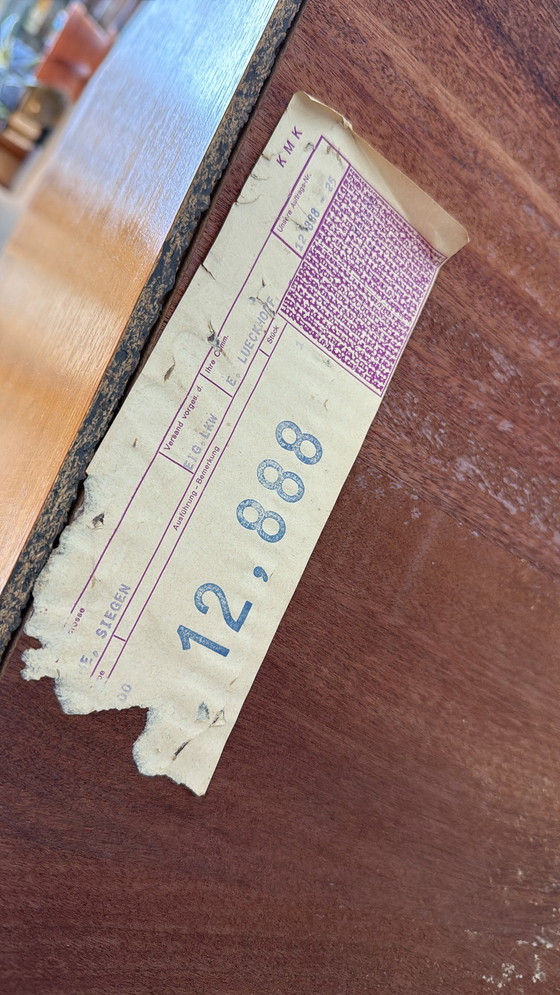 KMK
Unsere Auftrags-Nr.
12 888 - 25
Versand vorges. d.
Ihre Comm.
EIG. LKW
E. LUECKHOFF
Ausführung - Bemerkung
Stück
E. SIEGEN
00
12,888